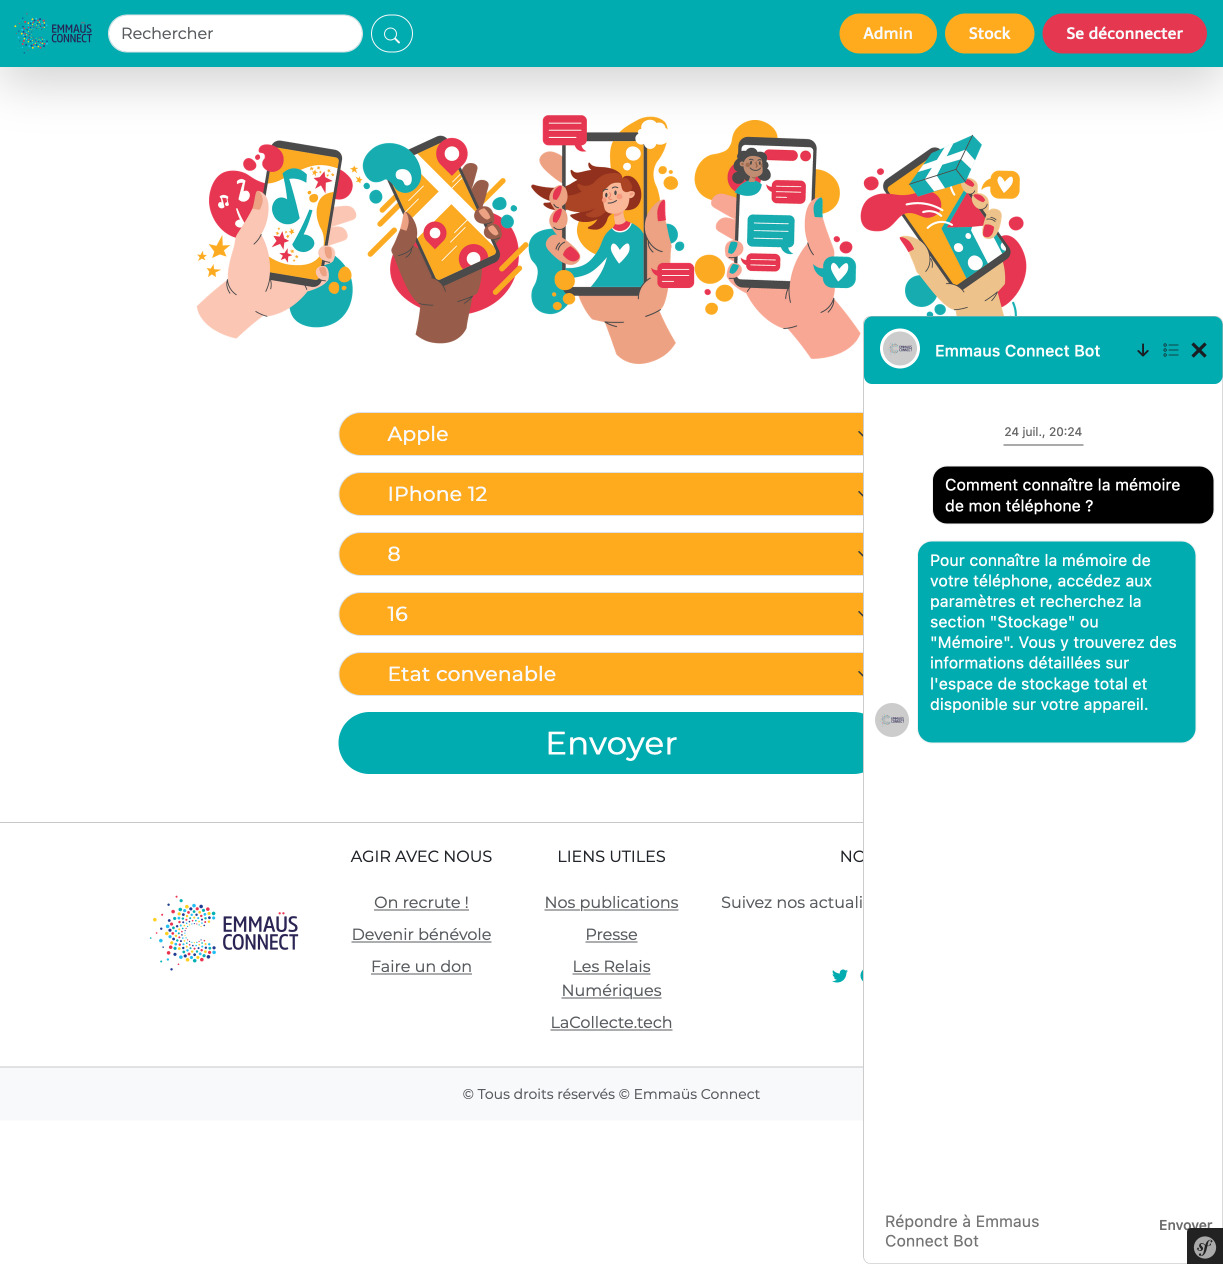 EMMAÜS
CONNECT
Rechercher
Admin
Stock
Se déconnecter
Apple
IPhone 12
8
16
Etat convenable
Envoyer
Emmaus Connect Bot
24 juil., 20:24
Comment connaître la mémoire
de mon téléphone ?
Pour connaître la mémoire de
votre téléphone, accédez aux
paramètres et recherchez la
section "Stockage" ou
"Mémoire". Vous y trouverez des
informations détaillées sur
l'espace de stockage total et
disponible sur votre appareil.
Répondre à Emmaus
Connect Bot
Envoyer
sf
EMMAÜS
CONNECT
AGIR AVEC NOUS
On recrute !
Devenir bénévole
Faire un don
LIENS UTILES
Nos publications
Presse
Les Relais
Numériques
LaCollecte.tech
NO
Suivez nos actuali
© Tous droits réservés © Emmaüs Connect